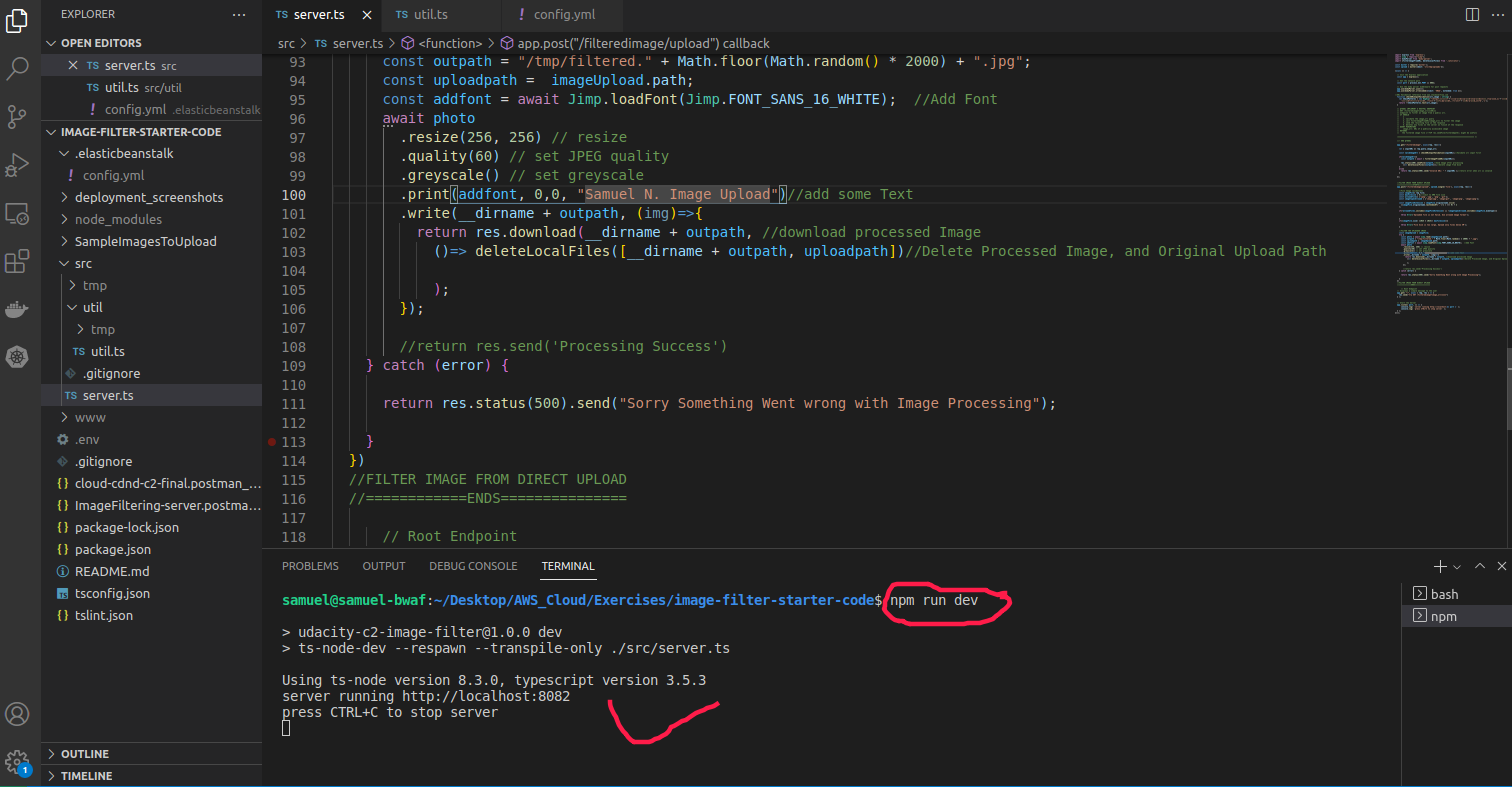 EXPLORER
OPEN EDITORS
server.ts src
util.ts src/util
config.yml .elasticbeanstalk
IMAGE-FILTER-STARTER-CODE
.elasticbeanstalk
config.yml
deployment_screenshots
node_modules
SampleImagesToUpload
src
tmp
util
tmp
util.ts
.gitignore
server.ts
www
.env
.gitignore
cloud-cdnd-c2-final.postman_...
ImageFiltering-server.postma...
package-lock.json
package.json
README.md
tsconfig.json
tslint.json
OUTLINE
TIMELINE
1
TS server.ts TS util.ts ! config.yml
src > TS server.ts > <function> > app.post("/filteredimage/upload") callback
93 const outpath = "/tmp/filtered." + Math.floor(Math.random() * 2000) + ".jpg";
94 const uploadpath = imageUpload.path;
95 const addfont = await Jimp.loadFont(Jimp.FONT_SANS_16_WHITE); //Add Font
96 await photo
97 .resize(256, 256) // resize
98 .quality(60) // set JPEG quality
99 .greyscale() // set greyscale
100 .print(addfont, 0,0, "Samuel N. Image Upload")//add some Text
101 .write(__dirname + outpath, (img)=>{
102 return res.download(__dirname + outpath, //download processed Image
103 ()=> deleteLocalFiles([__dirname + outpath, uploadpath])//Delete Processed Image, and Original Upload Path
104
105 );
106 });
107
108 //return res.send('Processing Success')
109 } catch (error) {
110
111 return res.status(500).send("Sorry Something Went wrong with Image Processing");
112
113 }
114 })
115 //FILTER IMAGE FROM DIRECT UPLOAD
116 //============ENDS===============
117
118 // Root Endpoint
PROBLEMS OUTPUT DEBUG CONSOLE TERMINAL
samuel@samuel-bwaf:~/Desktop/AWS_Cloud/Exercises/image-filter-starter-code$ npm run dev
> udacity-c2-image-filter@1.0.0 dev
> ts-node-dev --respawn --transpile-only ./src/server.ts
Using ts-node version 8.3.0, typescript version 3.5.3
server running http://localhost:8082
press CTRL+C to stop server
bash
npm